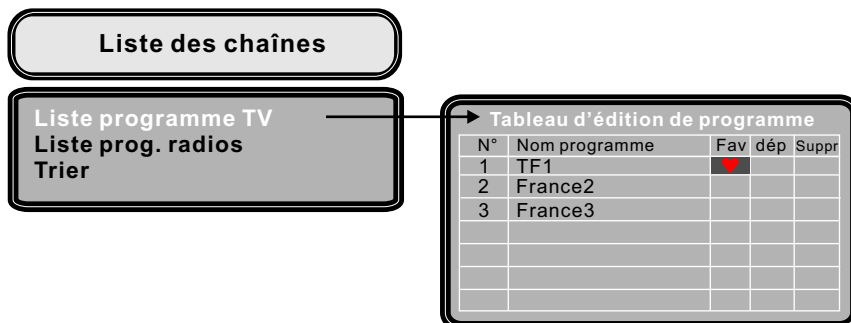 Liste des chaînes
Liste programme TV
Liste prog. radios
Trier
Tableau d'édition de programme
N° Nom programme Fav dép Suppr
1 TF1
2 France2
3 France3